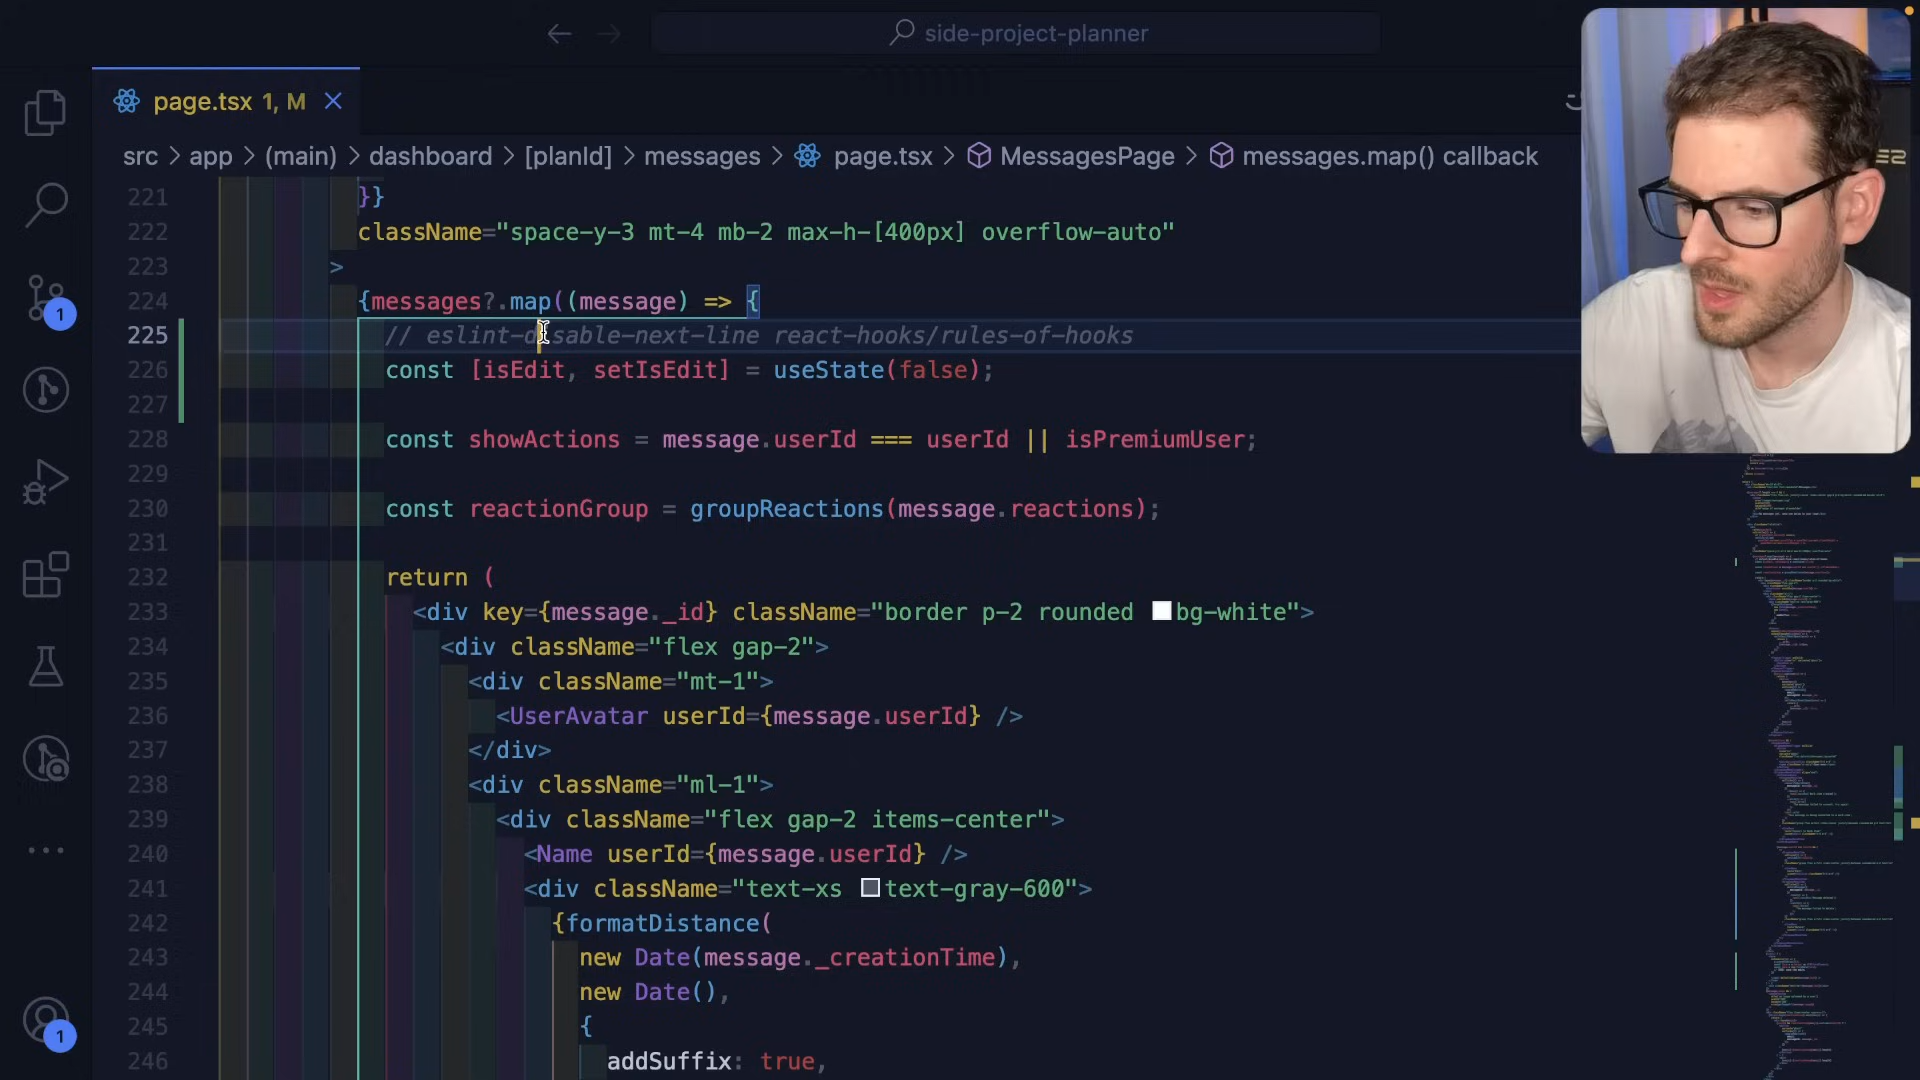 side-project-planner
page.tsx 1, M
src > app > (main) > dashboard > [planId] > messages > page.tsx > MessagesPage > messages.map() callback
221 }}
222 className="space-y-3 mt-4 mb-2 max-h-[400px] overflow-auto"
223 >
224 {messages?.map((message) => {
225 // eslint-disable-next-line react-hooks/rules-of-hooks
226 const [isEdit, setIsEdit] = useState(false);
227
228 const showActions = message.userId === userId || isPremiumUser;
229
230 const reactionGroup = groupReactions(message.reactions);
231
232 return (
233 <div key={message._id} className="border p-2 rounded bg-white">
234 <div className="flex gap-2">
235 <div className="mt-1">
236 <UserAvatar userId={message.userId} />
237 </div>
238 <div className="ml-1">
239 <div className="flex gap-2 items-center">
240 <Name userId={message.userId} />
241 <div className="text-xs text-gray-600">
242 {formatDistance(
243 new Date(message._creationTime),
244 new Date(),
245 {
246 addSuffix: true,
1
1